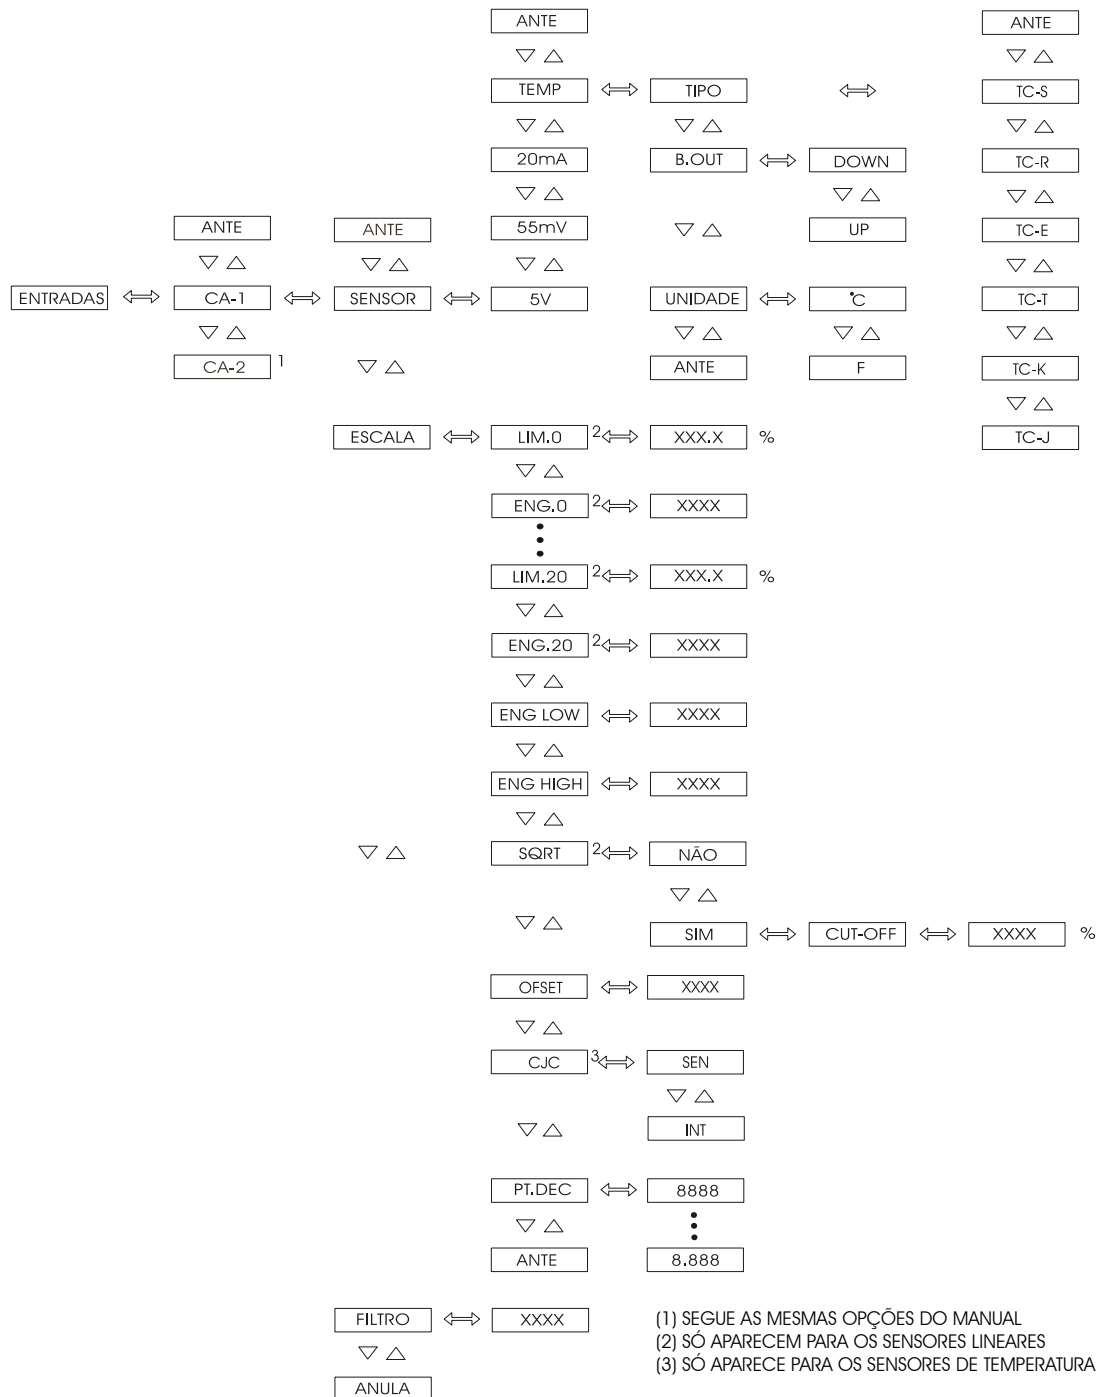 ANTE ANTE
TEMP TIPO TC-S
20mA B.OUT DOWN TC-R
ANTE ANTE 55mV UP TC-E
ENTRADAS CA-1 SENSOR 5V UNIDADE °C TC-T
CA-2 1 ANTE F TC-K
ESCALA LIM.0 2 XXX.X % TC-J
ENG.0 2 XXXX
LIM.20 2 XXX.X %
ENG.20 2 XXXX
ENG LOW XXXX
ENG HIGH XXXX
SQRT 2 NÃO
SIM CUT-OFF XXXX %
OFSET XXXX
CJC 3 SEN
INT
PT.DEC 8888
ANTE 8.888
FILTRO XXXX (1) SEGUE AS MESMAS OPÇÕES DO MANUAL
(2) SÓ APARECEM PARA OS SENSORES LINEARES
(3) SÓ APARECE PARA OS SENSORES DE TEMPERATURA
ANULA